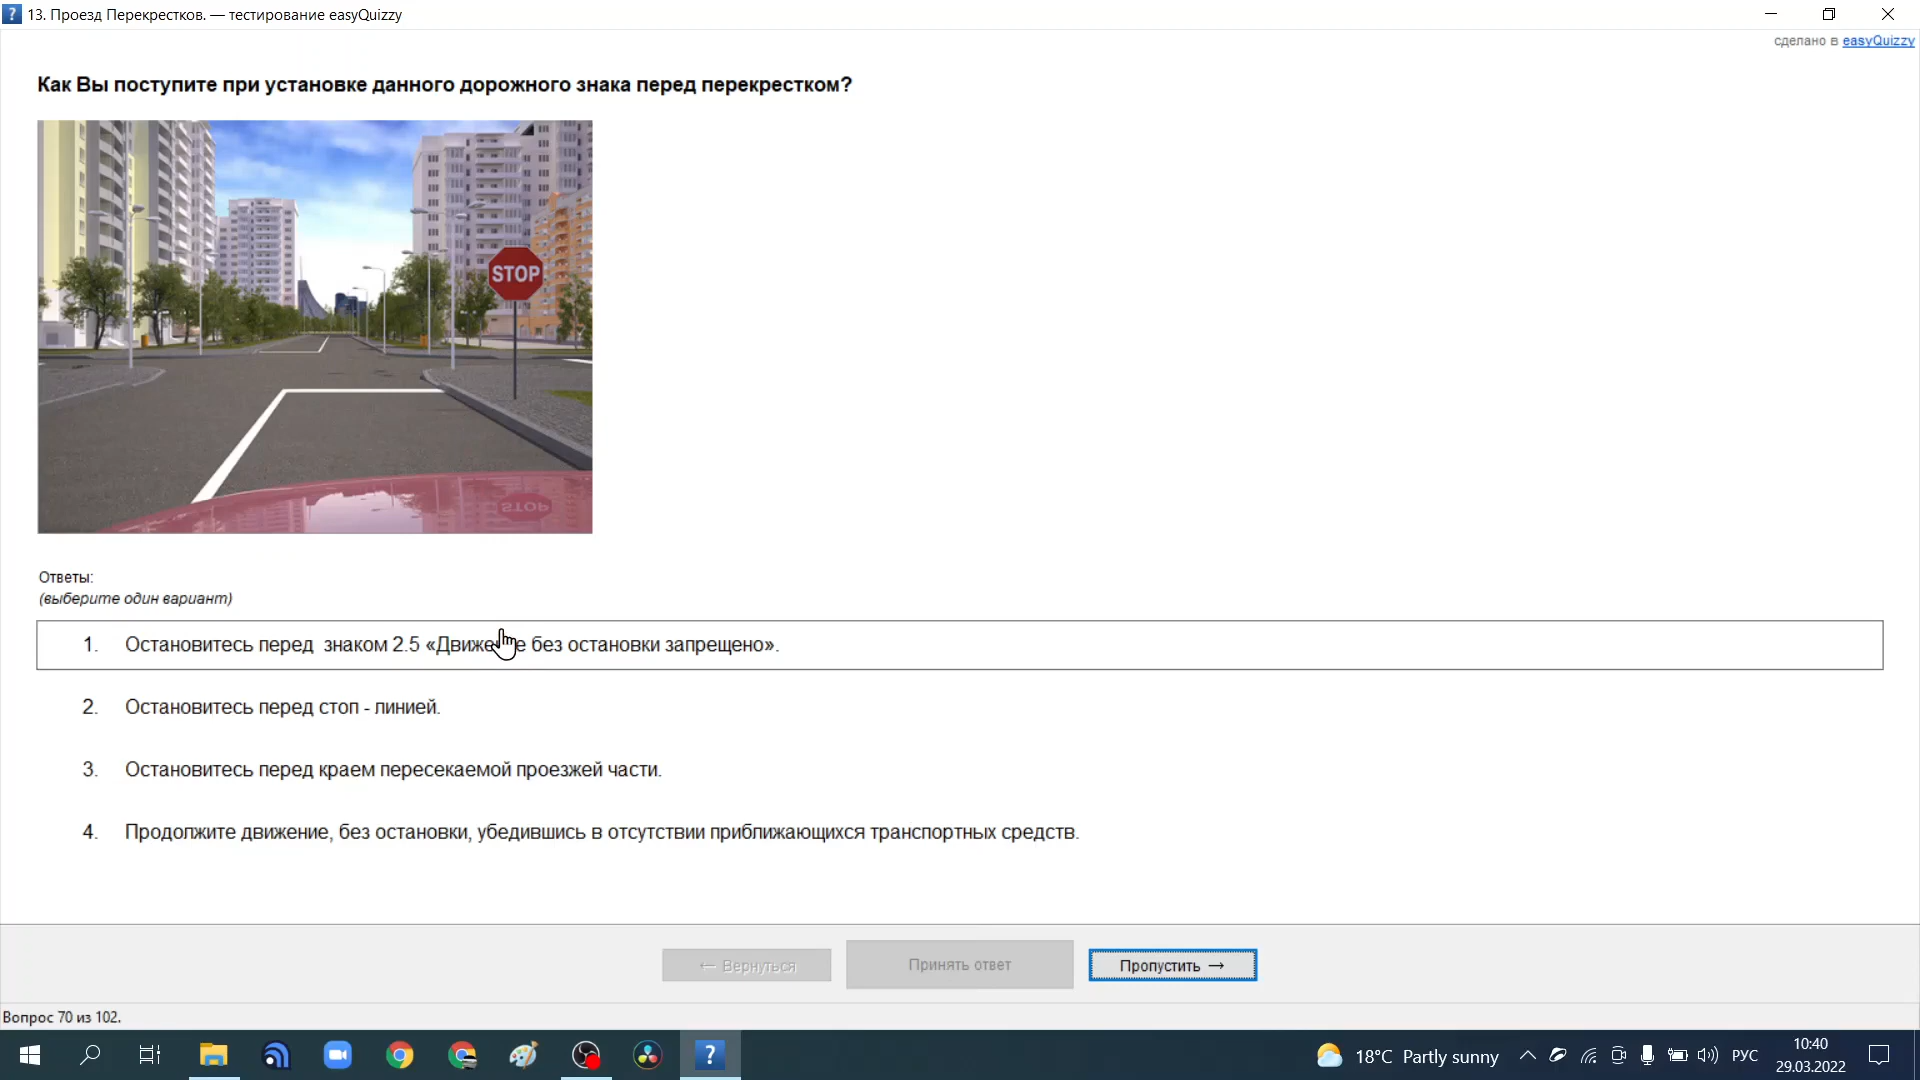 13. Проезд Перекрестков. — тестирование easyQuizzy
сделано в easyQuizzy
Как Вы поступите при установке данного дорожного знака перед перекрестком?
STOP
STOP
Ответы:
(выберите один вариант)
1. Остановитесь перед знаком 2.5 «Движение без остановки запрещено».
2. Остановитесь перед стоп - линией.
3. Остановитесь перед краем пересекаемой проезжей части.
4. Продолжите движение, без остановки, убедившись в отсутствии приближающихся транспортных средств.
← Вернуться
Принять ответ
Пропустить →
Вопрос 70 из 102.
18°C Partly sunny
РУС
10:40
29.03.2022